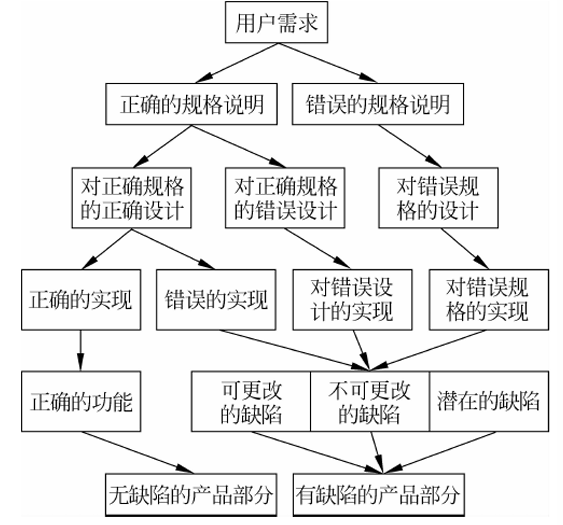 用户需求
正确的规格说明
错误的规格说明
对正确规格
的正确设计
对正确规格
的错误设计
对错误规
格的设计
正确的实现
错误的实现
对错误设
计的实现
对错误规
格的实现
正确的功能
可更改
的缺陷
不可更改
的缺陷
潜在的缺陷
无缺陷的产品部分
有缺陷的产品部分